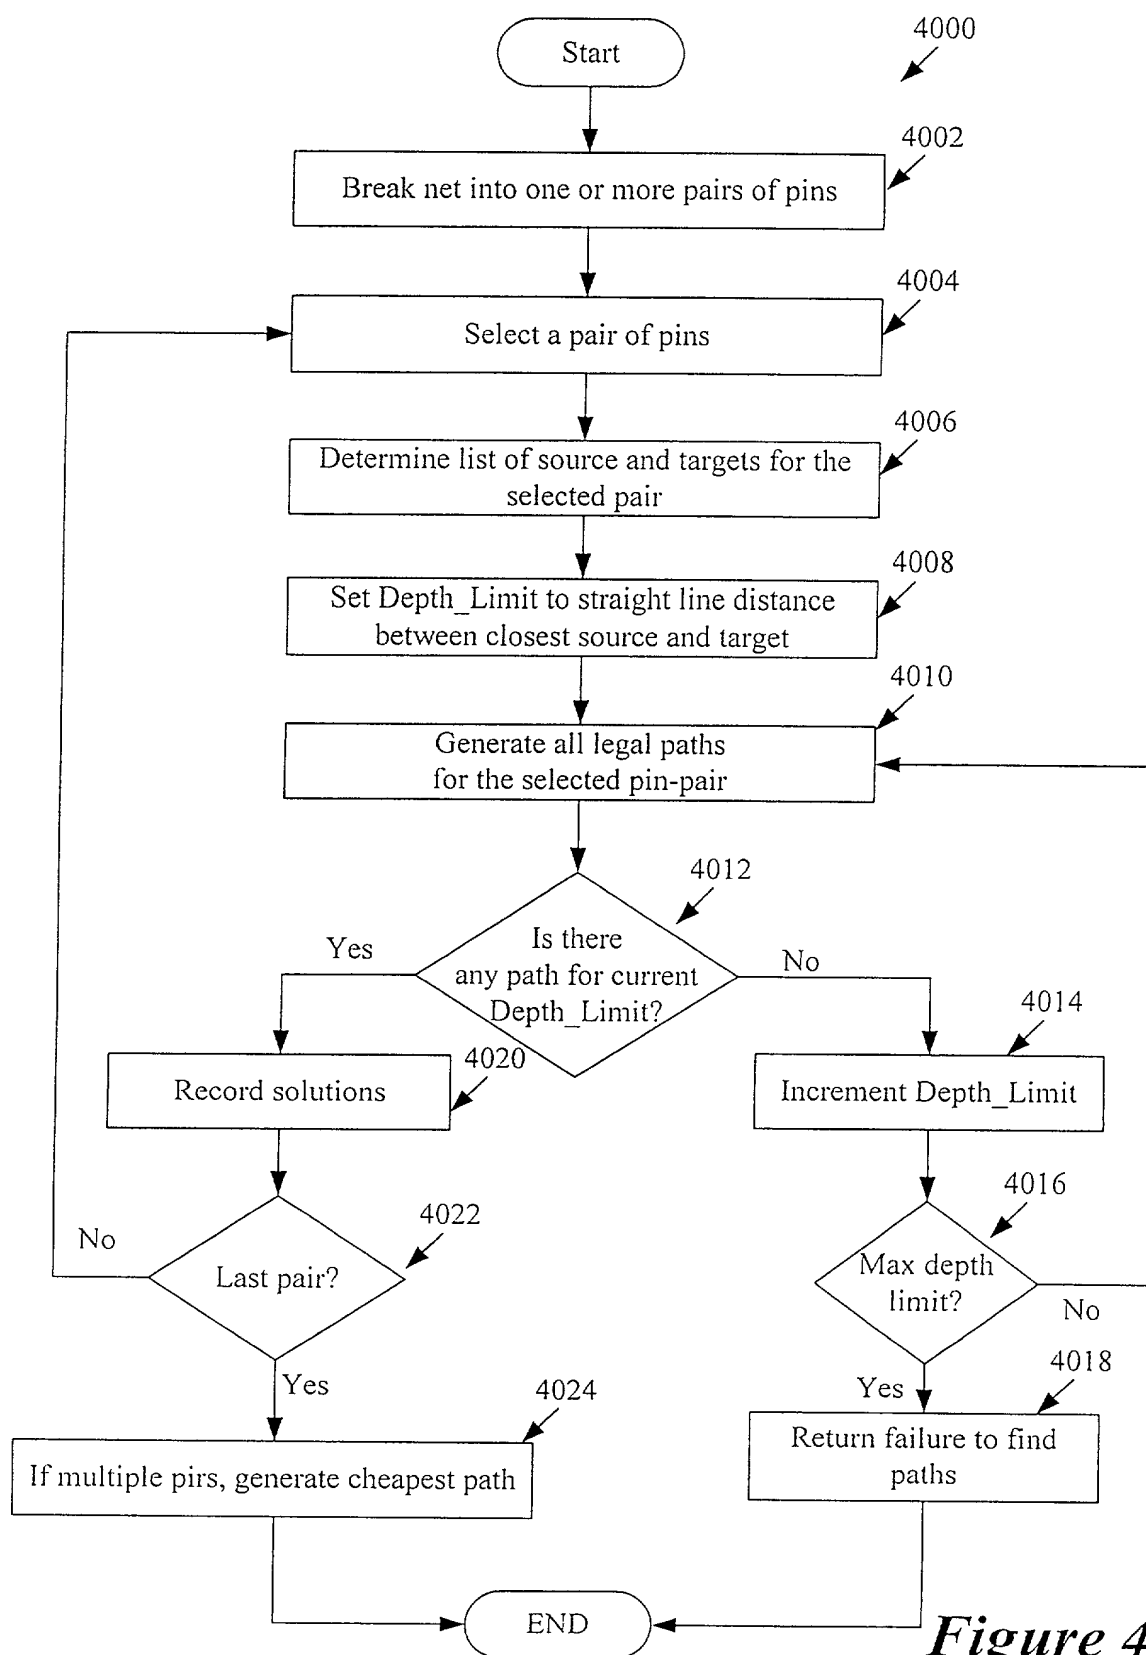 4000
Start
4002
Break net into one or more pairs of pins
4004
Select a pair of pins
4006
Determine list of source and targets for the
selected pair
4008
Set Depth_Limit to straight line distance
between closest source and target
4010
Generate all legal paths
for the selected pin-pair
4012
Is there
any path for current
Depth_Limit?
Yes
No
4014
4020
Record solutions
Increment Depth_Limit
4016
4022
No
Last pair?
Max depth
limit?
No
4018
Yes
Yes
4024
Return failure to find
paths
If multiple pirs, generate cheapest path
END
Figure 4